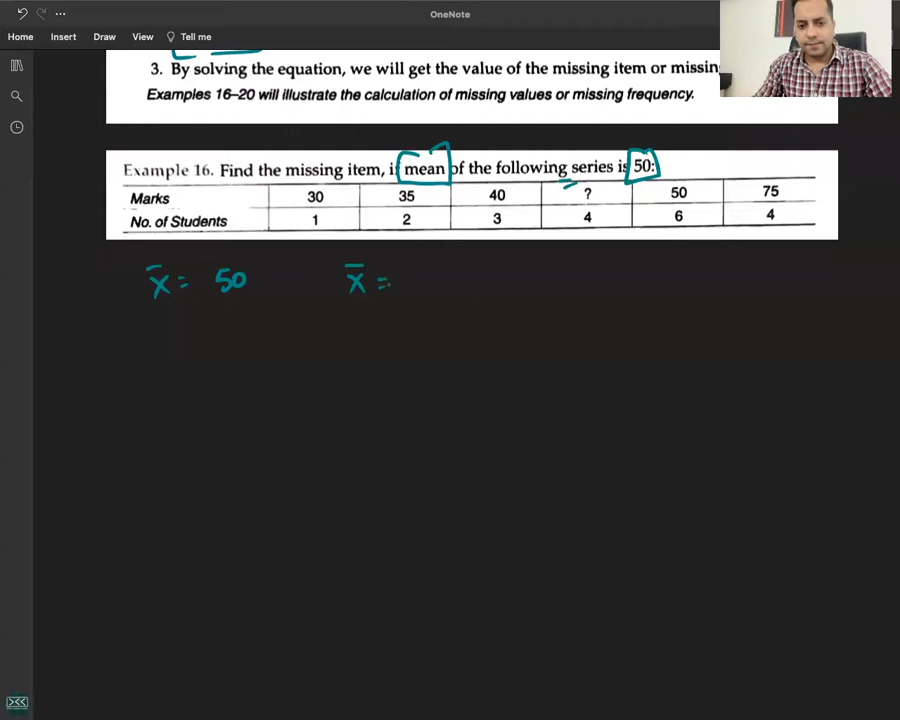 OneNote
Home Insert Draw View Tell me
3. By solving the equation, we will get the value of the missing item or
Examples 16–20 will illustrate the calculation of missing values or missing frequency.
Example 16. Find the missing item, mean of the following series is 50:
Marks 30 35 40 ? 50 75
No. of Students 1 2 3 4 6 4
x̄ = 50 x̄ =